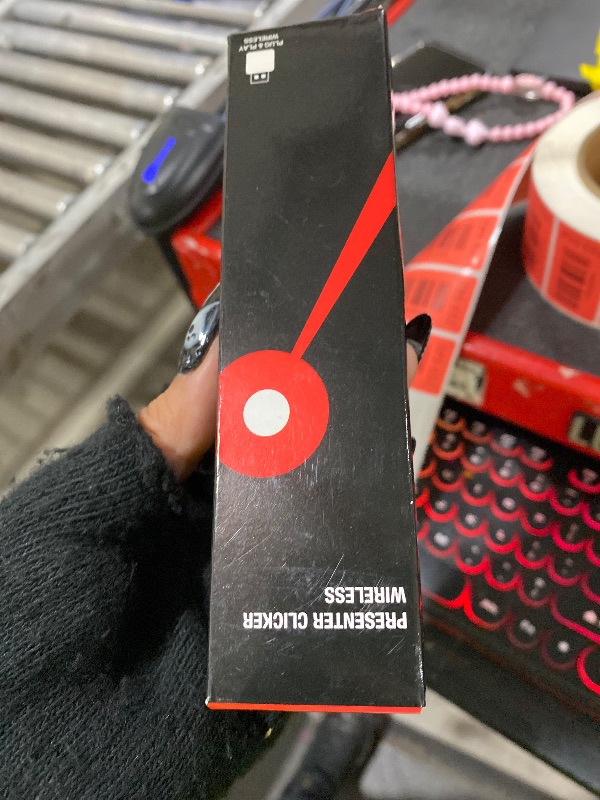 PRESENTER CLICKER
WIRELESS
PLUG & PLAY
WIRELESS